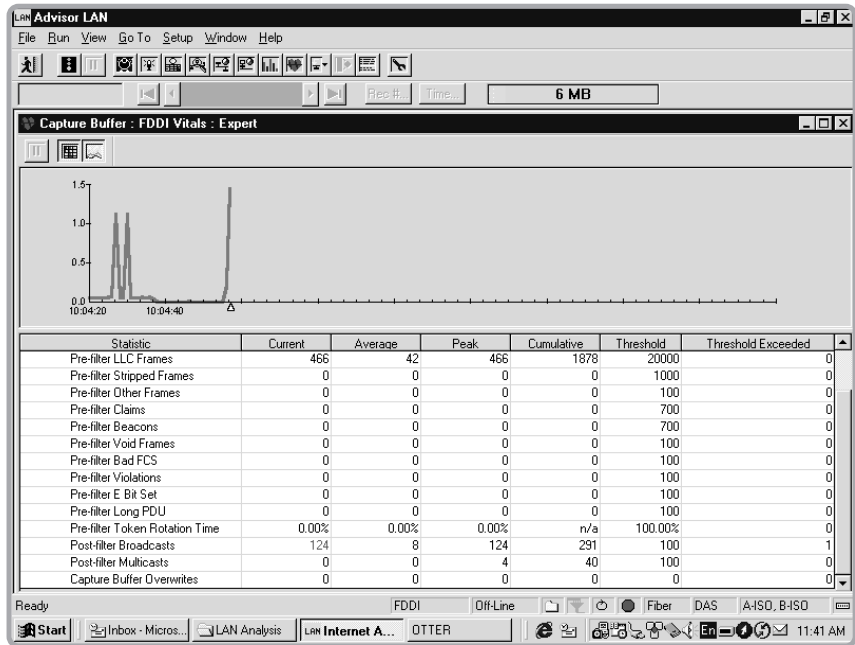 LAN Advisor LAN
File Run View Go To Setup Window Help
Rec #... Time... 6 MB
Capture Buffer : FDDI Vitals : Expert
1.5
1.0
0.5
0.0
10:04:20 10:04:40
Statistic Current Average Peak Cumulative Threshold Threshold Exceeded
Pre-filter LLC Frames 466 42 466 1878 20000 0
Pre-filter Stripped Frames 0 0 0 0 1000 0
Pre-filter Other Frames 0 0 0 0 100 0
Pre-filter Claims 0 0 0 0 700 0
Pre-filter Beacons 0 0 0 0 700 0
Pre-filter Void Frames 0 0 0 0 100 0
Pre-filter Bad FCS 0 0 0 0 100 0
Pre-filter Violations 0 0 0 0 100 0
Pre-filter E Bit Set 0 0 0 0 100 0
Pre-filter Long PDU 0 0 0 0 100 0
Pre-filter Token Rotation Time 0.00% 0.00% 0.00% n/a 100.00% 0
Post-filter Broadcasts 124 8 124 291 100 1
Post-filter Multicasts 0 0 4 40 100 0
Capture Buffer Overwrites 0 0 0 0 0 0
Ready FDDI Off-Line Fiber DAS A-ISO, B-ISO
Start Inbox - Micros... LAN Analysis LAN Internet A... OTTER En 11:41 AM